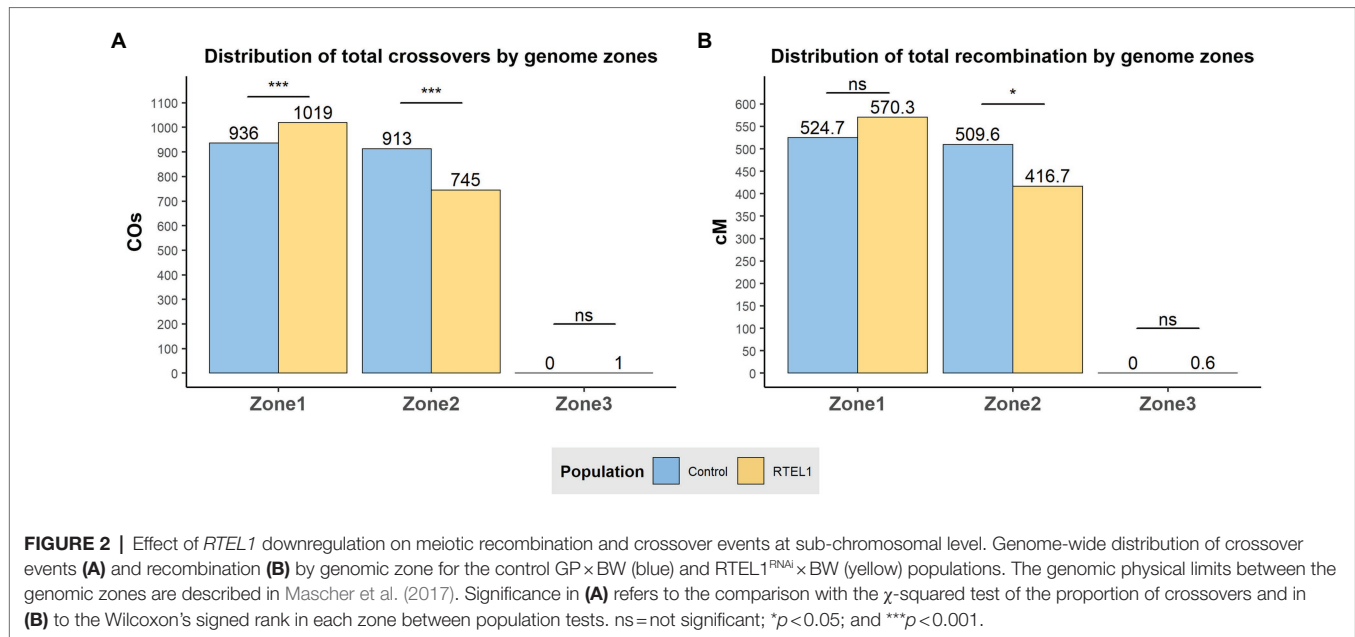 A
Distribution of total crossovers by genome zones
COs
1100
1000
900
800
700
600
500
400
300
200
100
0
***
936
1019
***
913
745
ns
0
1
Zone1
Zone2
Zone3
B
Distribution of total recombination by genome zones
cM
600
550
500
450
400
350
300
250
200
150
100
50
0
ns
524.7
570.3
*
509.6
416.7
ns
0
0.6
Zone1
Zone2
Zone3
Population Control RTEL1
FIGURE 2 | Effect of RTEL1 downregulation on meiotic recombination and crossover events at sub-chromosomal level. Genome-wide distribution of crossover
events (A) and recombination (B) by genomic zone for the control GP × BW (blue) and RTEL1ᴿᴺᴬⁱ × BW (yellow) populations. The genomic physical limits between the
genomic zones are described in Mascher et al. (2017). Significance in (A) refers to the comparison with the χ-squared test of the proportion of crossovers and in
(B) to the Wilcoxon’s signed rank in each zone between population tests. ns = not significant; *p < 0.05; and ***p < 0.001.